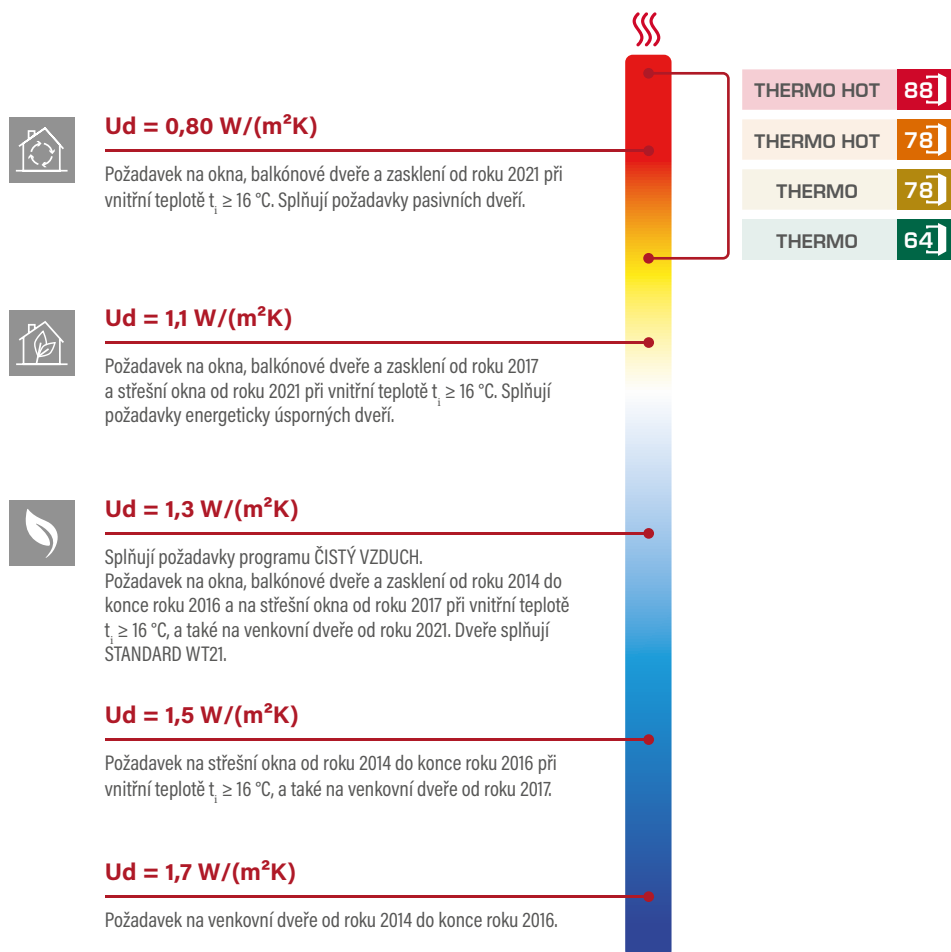 Ud = 0,80 W/(m²K)
Požadavek na okna, balkónové dveře a zasklení od roku 2021 při
vnitřní teplotě tᵢ ≥ 16 °C. Splňují požadavky pasivních dveří.
THERMO HOT 88
THERMO HOT 78
THERMO 78
THERMO 64
Ud = 1,1 W/(m²K)
Požadavek na okna, balkónové dveře a zasklení od roku 2017
a střešní okna od roku 2021 při vnitřní teplotě tᵢ ≥ 16 °C. Splňují
požadavky energeticky úsporných dveří.
Ud = 1,3 W/(m²K)
Splňují požadavky programu ČISTÝ VZDUCH.
Požadavek na okna, balkónové dveře a zasklení od roku 2014 do
konce roku 2016 a na střešní okna od roku 2017 při vnitřní teplotě
tᵢ ≥ 16 °C, a také na venkovní dveře od roku 2021. Dveře splňují
STANDARD WT21.
Ud = 1,5 W/(m²K)
Požadavek na střešní okna od roku 2014 do konce roku 2016 při
vnitřní teplotě tᵢ ≥ 16 °C, a také na venkovní dveře od roku 2017.
Ud = 1,7 W/(m²K)
Požadavek na venkovní dveře od roku 2014 do konce roku 2016.